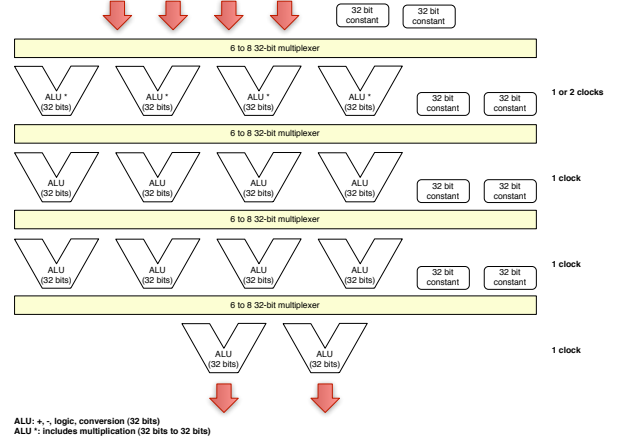 32 bit
constant
32 bit
constant
6 to 8 32-bit multiplexer
ALU *
(32 bits)
ALU *
(32 bits)
ALU *
(32 bits)
ALU *
(32 bits)
32 bit
constant
32 bit
constant
1 or 2 clocks
6 to 8 32-bit multiplexer
ALU
(32 bits)
ALU
(32 bits)
ALU
(32 bits)
ALU
(32 bits)
32 bit
constant
32 bit
constant
1 clock
6 to 8 32-bit multiplexer
ALU
(32 bits)
ALU
(32 bits)
ALU
(32 bits)
ALU
(32 bits)
32 bit
constant
32 bit
constant
1 clock
6 to 8 32-bit multiplexer
ALU
(32 bits)
ALU
(32 bits)
1 clock
ALU: +, -, logic, conversion (32 bits)
ALU *: includes multiplication (32 bits to 32 bits)